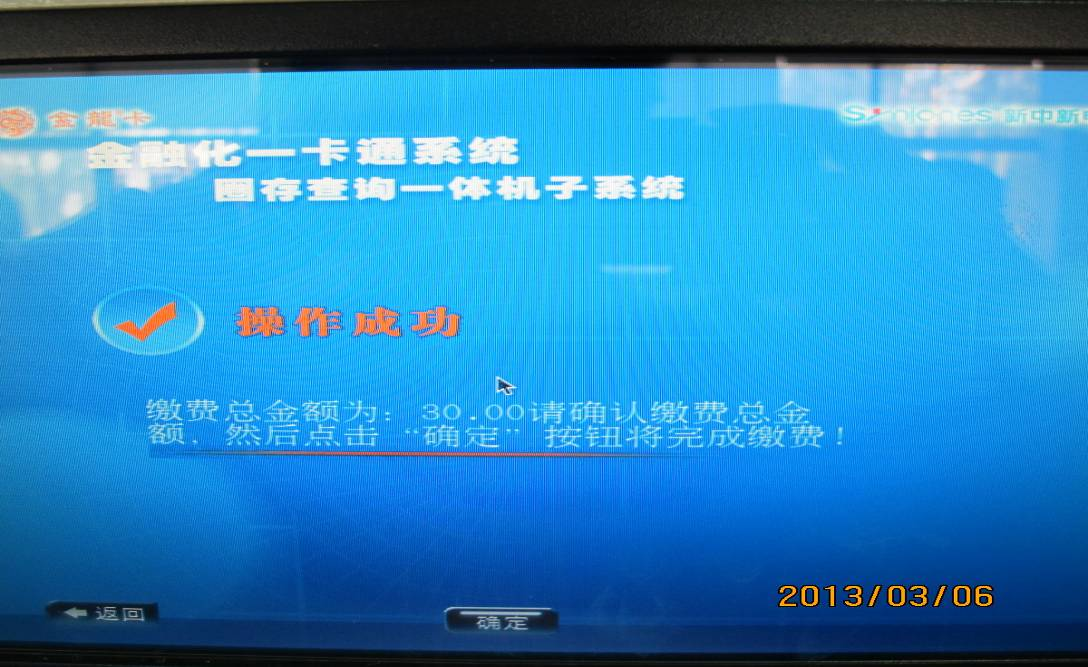 金龍卡
Synjones 新中新
金融化一卡通系统
圈存查询一体机子系统
操作成功
缴费总金额为：30.00请确认缴费总金
额，然后点击“确定”按钮将完成缴费！
2013/03/06
返回
确定